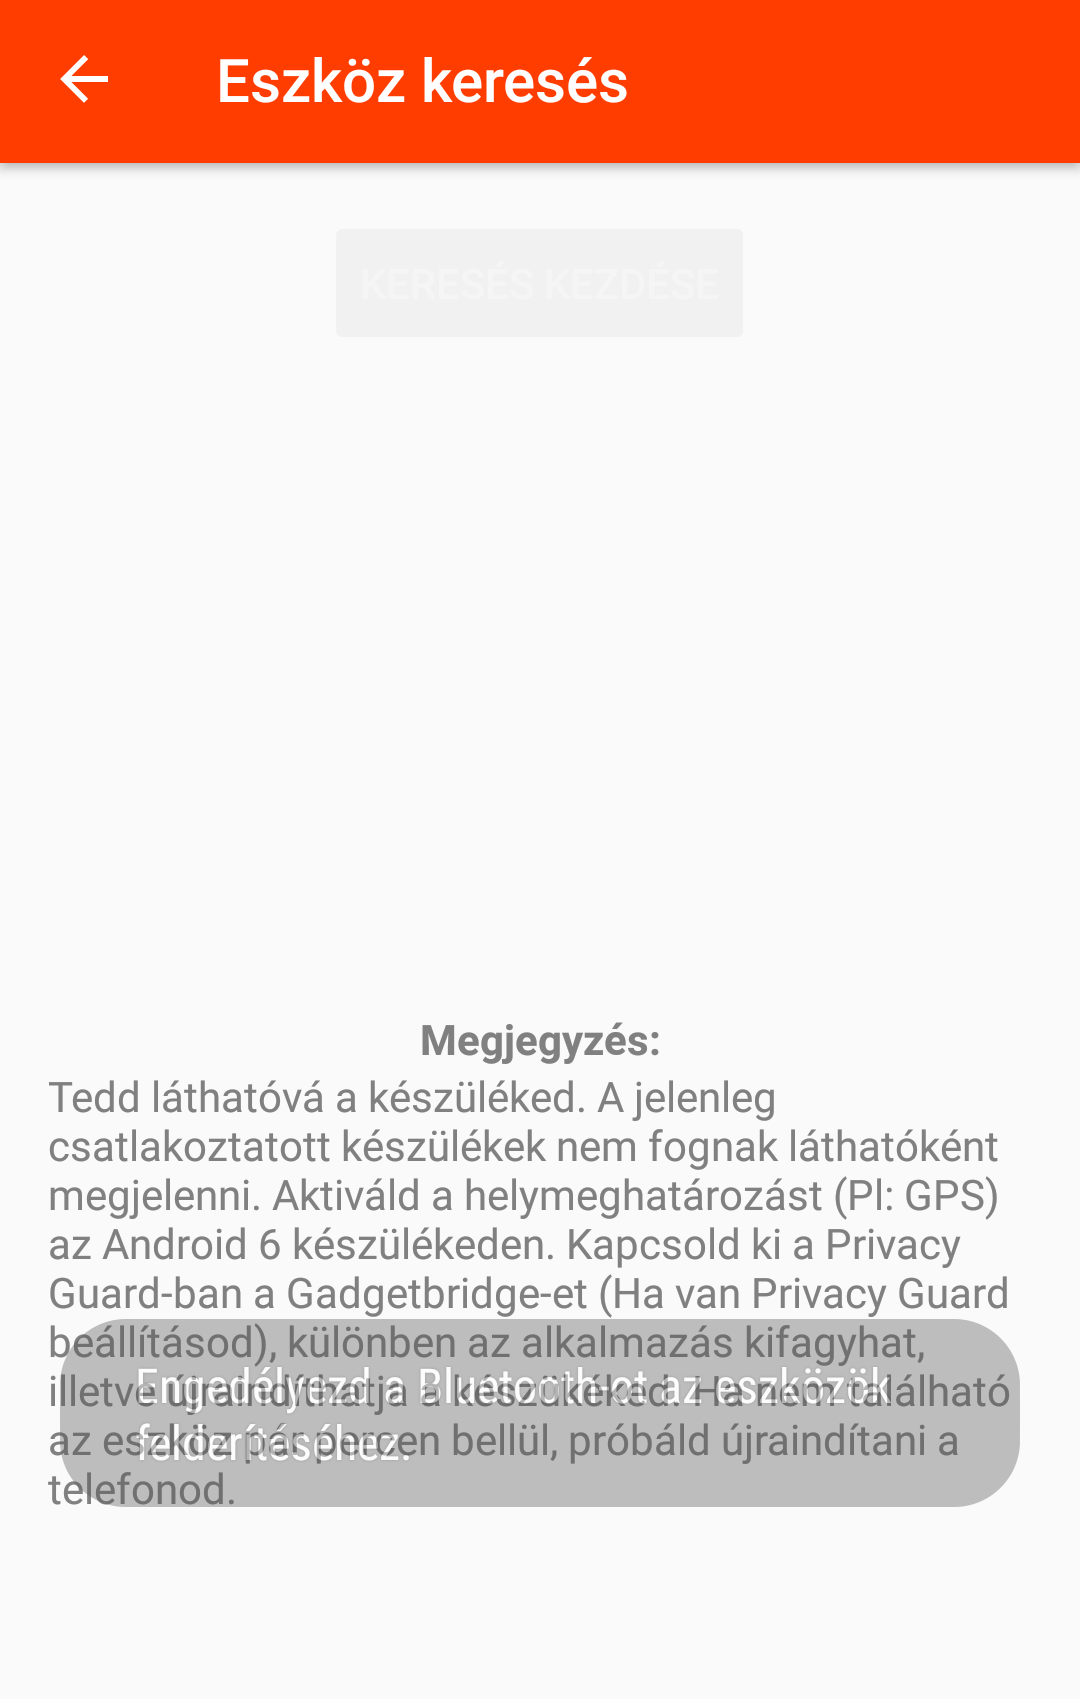 Eszköz keresés
KERESÉS KEZDÉSE
Megjegyzés:
Tedd láthatóvá a készüléked. A jelenleg
csatlakoztatott készülékek nem fognak láthatóként
megjelenni. Aktiváld a helymeghatározást (Pl: GPS)
az Android 6 készülékeden. Kapcsold ki a Privacy
Guard-ban a Gadgetbridge-et (Ha van Privacy Guard
beállításod), különben az alkalmazás kifagyhat,
illetve újraindíthatja a készükéked. Ha nem található
az eszköz pár percen bellül, próbáld újraindítani a
telefonod.
Engedélyezd a Bluetooth-ot az eszközök
felderítéséhez.